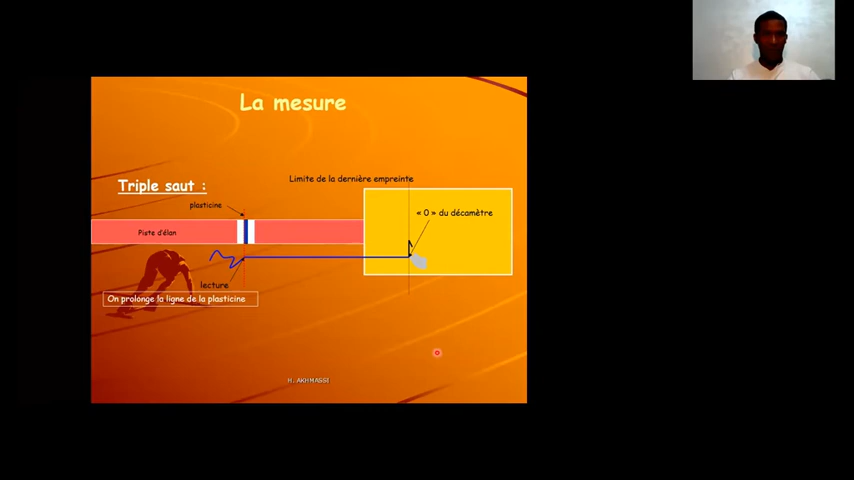 La mesure
Limite de la dernière empreinte
Triple saut :
plasticine
« 0 » du décamètre
Piste d'élan
lecture
On prolonge la ligne de la plasticine
H. AKHMASSI